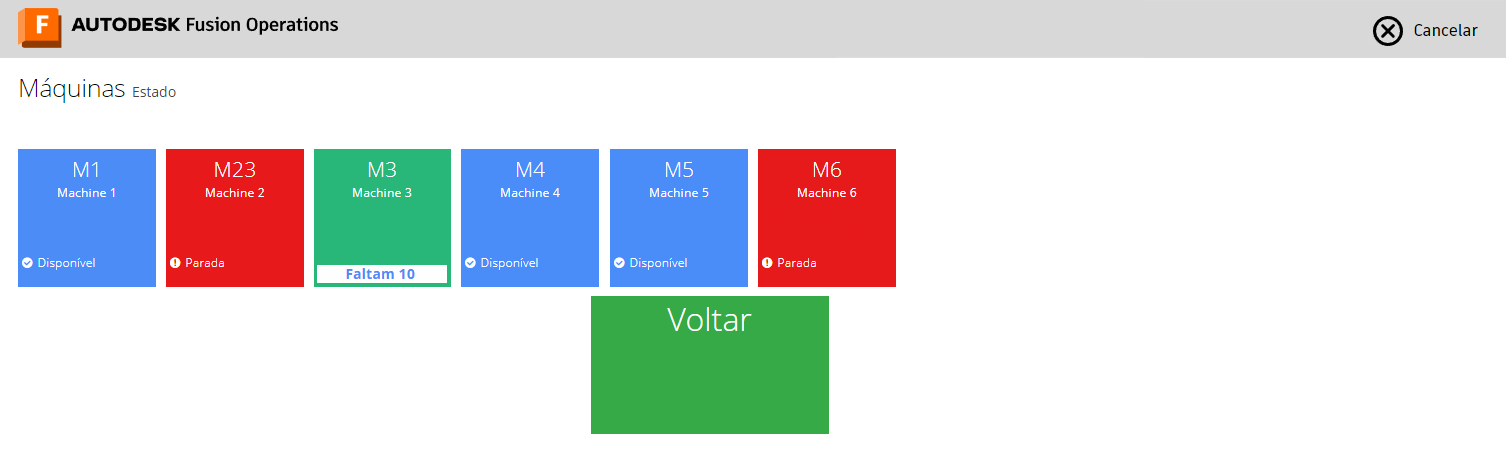 F AUTODESK Fusion Operations
Cancelar
Máquinas Estado
M1
Machine 1
Disponível
M23
Machine 2
Parada
M3
Machine 3
Faltam 10
M4
Machine 4
Disponível
M5
Machine 5
Disponível
M6
Machine 6
Parada
Voltar